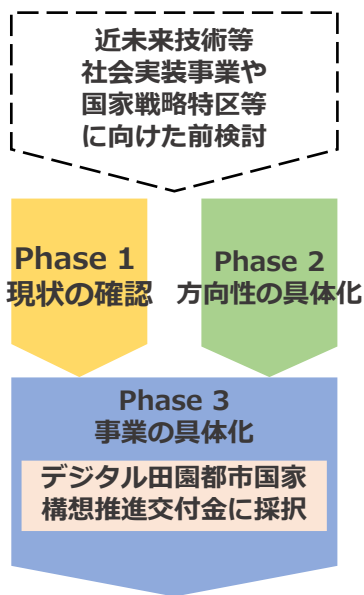 近未来技術等
社会実装事業や
国家戦略特区等
に向けた前検討
Phase 1
現状の確認
Phase 2
方向性の具体化
Phase 3
事業の具体化
デジタル田園都市国家
構想推進交付金に採択